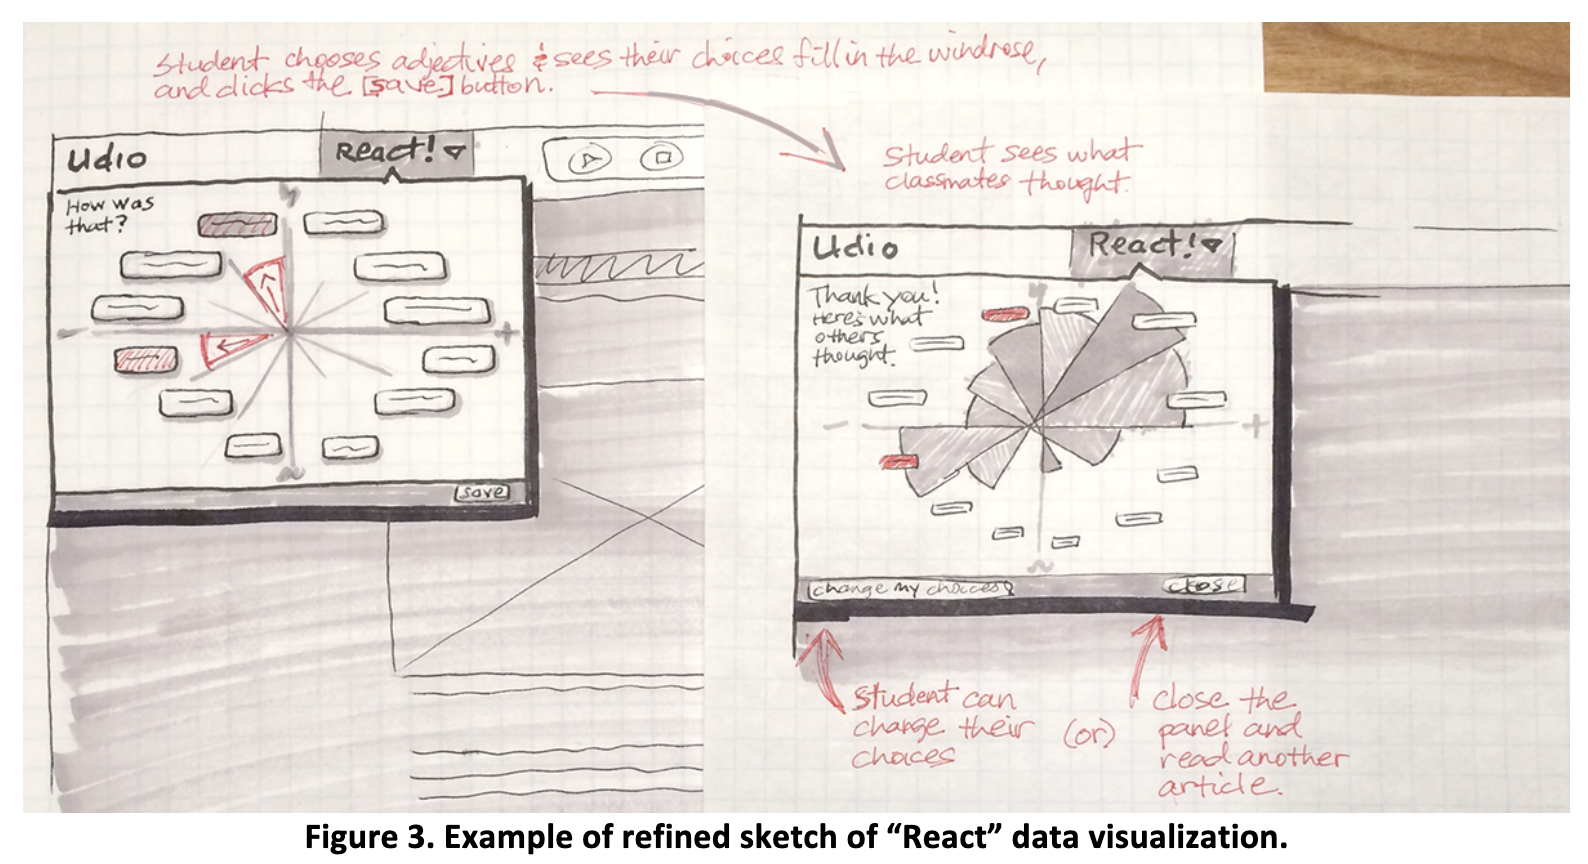 Student chooses adjectives & sees their choices fill in the windrose,
and clicks the [save] button.
Udio
React!
How was
that?
- +
save
Student sees what
classmates thought.
Udio
React!
Thank you!
Here's what
others
thought.
- +
change my choices
close
Student can
change their
choices
(or)
close the
panel and
read another
article.
Figure 3. Example of refined sketch of “React” data visualization.